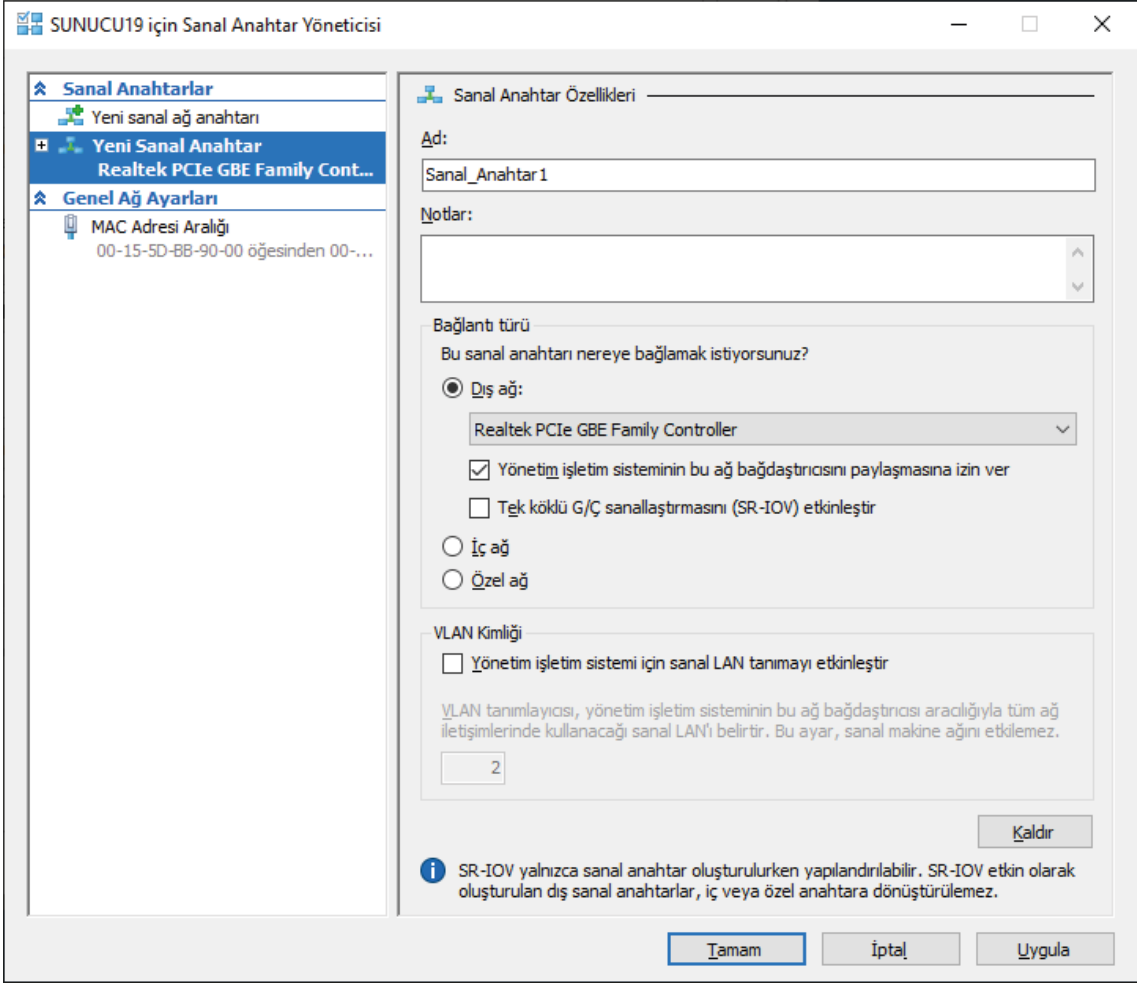 SUNUCU19 için Sanal Anahtar Yöneticisi
Sanal Anahtarlar
Yeni sanal ağ anahtarı
Yeni Sanal Anahtar
Realtek PCIe GBE Family Cont...
Genel Ağ Ayarları
MAC Adresi Aralığı
00-15-5D-BB-90-00 öğesinden 00-...
Sanal Anahtar Özellikleri
Ad:
Sanal_Anahtar1
Notlar:
Bağlantı türü
Bu sanal anahtarı nereye bağlamak istiyorsunuz?
Dış ağ:
Realtek PCIe GBE Family Controller
Yönetim işletim sisteminin bu ağ bağdaştırıcısını paylaşmasına izin ver
Tek köklü G/Ç sanallaştırmasını (SR-IOV) etkinleştir
İç ağ
Özel ağ
VLAN Kimliği
Yönetim işletim sistemi için sanal LAN tanımayı etkinleştir
VLAN tanımlayıcısı, yönetim işletim sisteminin bu ağ bağdaştırıcısı aracılığıyla tüm ağ
iletişimlerinde kullanacağı sanal LAN'ı belirtir. Bu ayar, sanal makine ağını etkilemez.
2
Kaldır
SR-IOV yalnızca sanal anahtar oluşturulurken yapılandırılabilir. SR-IOV etkin olarak
oluşturulan dış sanal anahtarlar, iç veya özel anahtara dönüştürülemez.
Tamam
İptal
Uygula